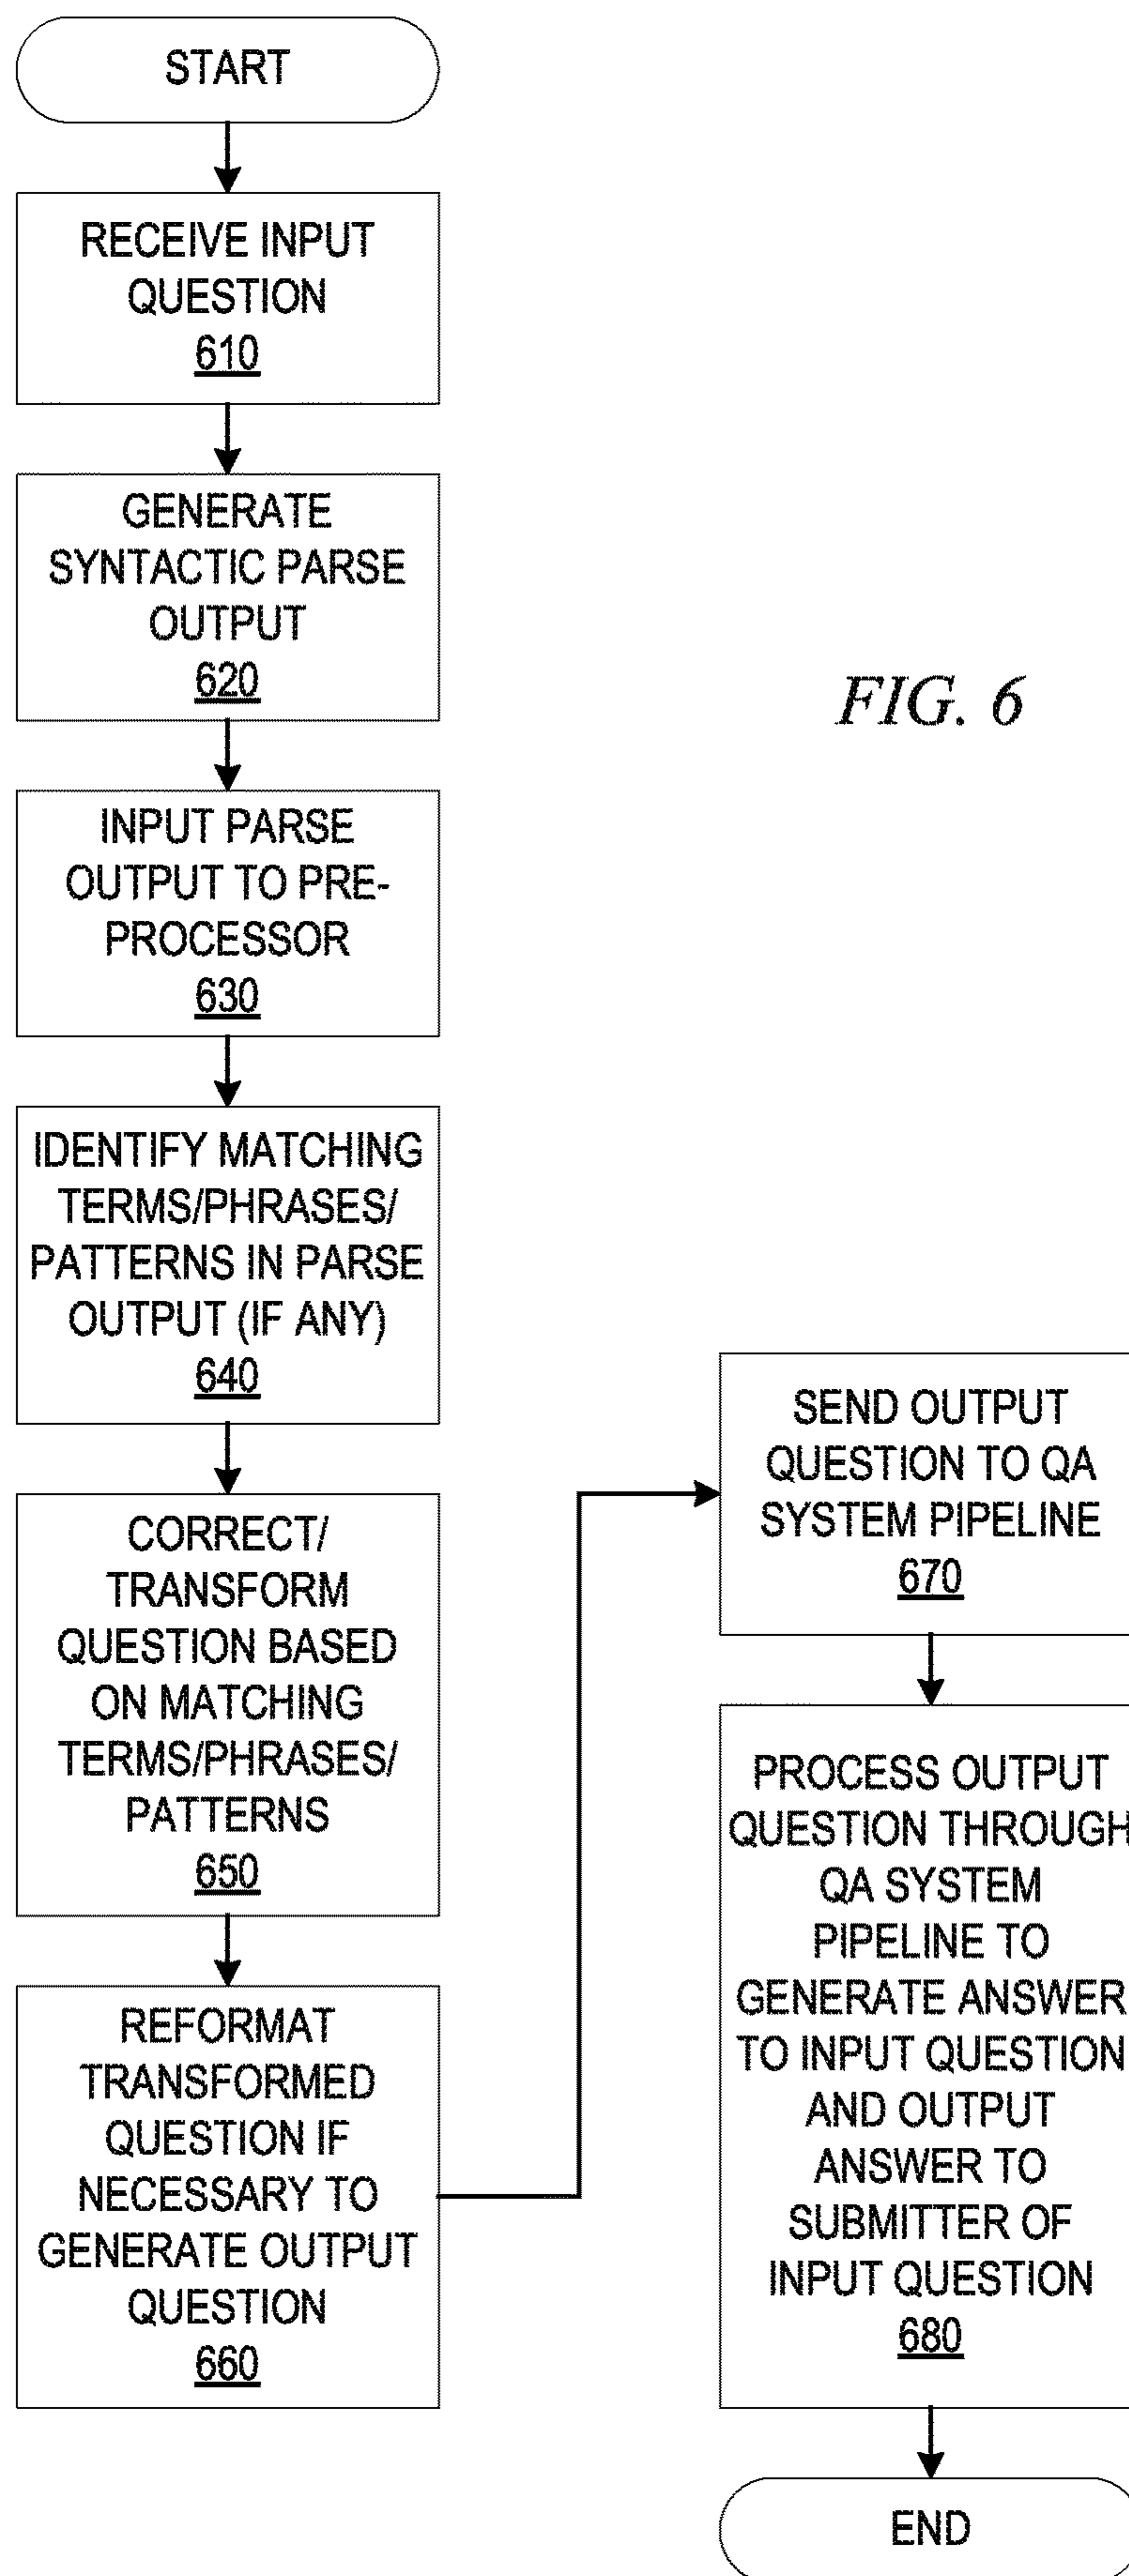 START
RECEIVE INPUT
QUESTION
610
GENERATE
SYNTACTIC PARSE
OUTPUT
620
INPUT PARSE
OUTPUT TO PRE-
PROCESSOR
630
IDENTIFY MATCHING
TERMS/PHRASES/
PATTERNS IN PARSE
OUTPUT (IF ANY)
640
CORRECT/
TRANSFORM
QUESTION BASED
ON MATCHING
TERMS/PHRASES/
PATTERNS
650
REFORMAT
TRANSFORMED
QUESTION IF
NECESSARY TO
GENERATE OUTPUT
QUESTION
660
FIG. 6
SEND OUTPUT
QUESTION TO QA
SYSTEM PIPELINE
670
PROCESS OUTPUT
QUESTION THROUGH
QA SYSTEM
PIPELINE TO
GENERATE ANSWER
TO INPUT QUESTION
AND OUTPUT
ANSWER TO
SUBMITTER OF
INPUT QUESTION
680
END